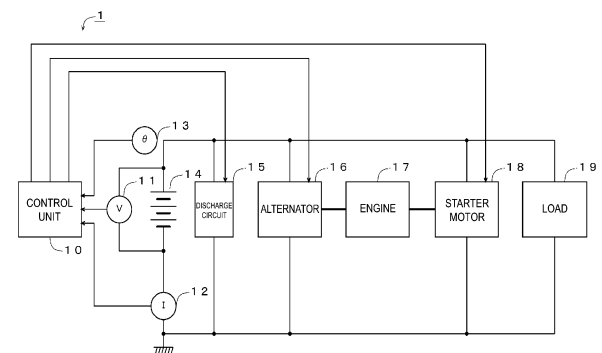 1
θ
13
11
14
15
16
17
18
19
CONTROL
UNIT
V
DISCHARGE
CIRCUIT
ALTERNATOR
ENGINE
STARTER
MOTOR
LOAD
10
12
I